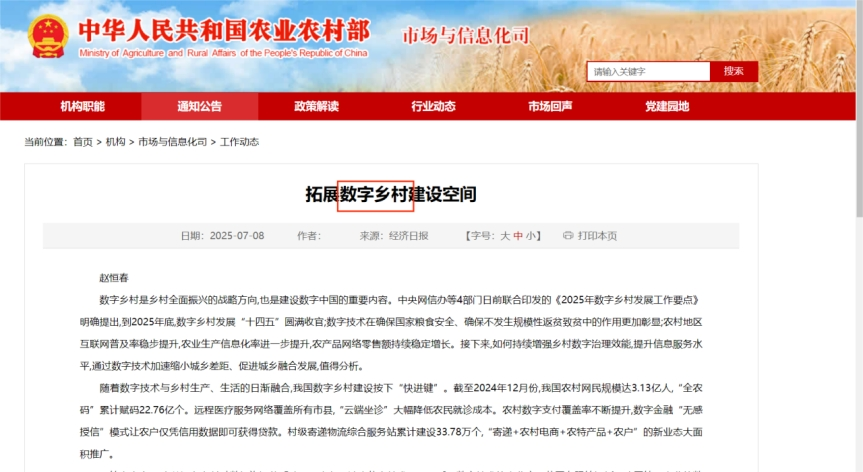 中华人民共和国农业农村部
Ministry of Agriculture and Rural Affairs of the People's Republic of China
市场与信息化司
请输入关键字 搜索
机构职能 通知公告 政策解读 行业动态 市场回声 党建园地
当前位置：首页 > 机构 > 市场与信息化司 > 工作动态
拓展数字乡村建设空间
日期：2025-07-08 作者： 来源：经济日报 【字号：大 中 小】 打印本页
赵恒春
数字乡村是乡村全面振兴的战略方向,也是建设数字中国的重要内容。中央网信办等4部门日前联合印发的《2025年数字乡村发展工作要点》
明确提出,到2025年底,数字乡村发展“十四五”圆满收官;数字技术在确保国家粮食安全、确保不发生规模性返贫致贫中的作用更加彰显;农村地区
互联网普及率稳步提升,农业生产信息化率进一步提升,农产品网络零售额持续稳定增长。接下来,如何持续增强乡村数字治理效能,提升信息服务水
平,通过数字技术加速缩小城乡差距、促进城乡融合发展,值得分析。
随着数字技术与乡村生产、生活的日渐融合,我国数字乡村建设按下“快进键”。截至2024年12月份,我国农村网民规模达3.13亿人,“全农
码”累计赋码22.76亿个。远程医疗服务网络覆盖所有市县,“云端坐诊”大幅降低农民就诊成本。农村数字支付覆盖率不断提升,数字金融“无感
授信”模式让农户仅凭信用数据即可获得贷款。村级寄递物流综合服务站累计建设33.78万个,“寄递+农村电商+农特产品+农户”的新业态大面
积推广。